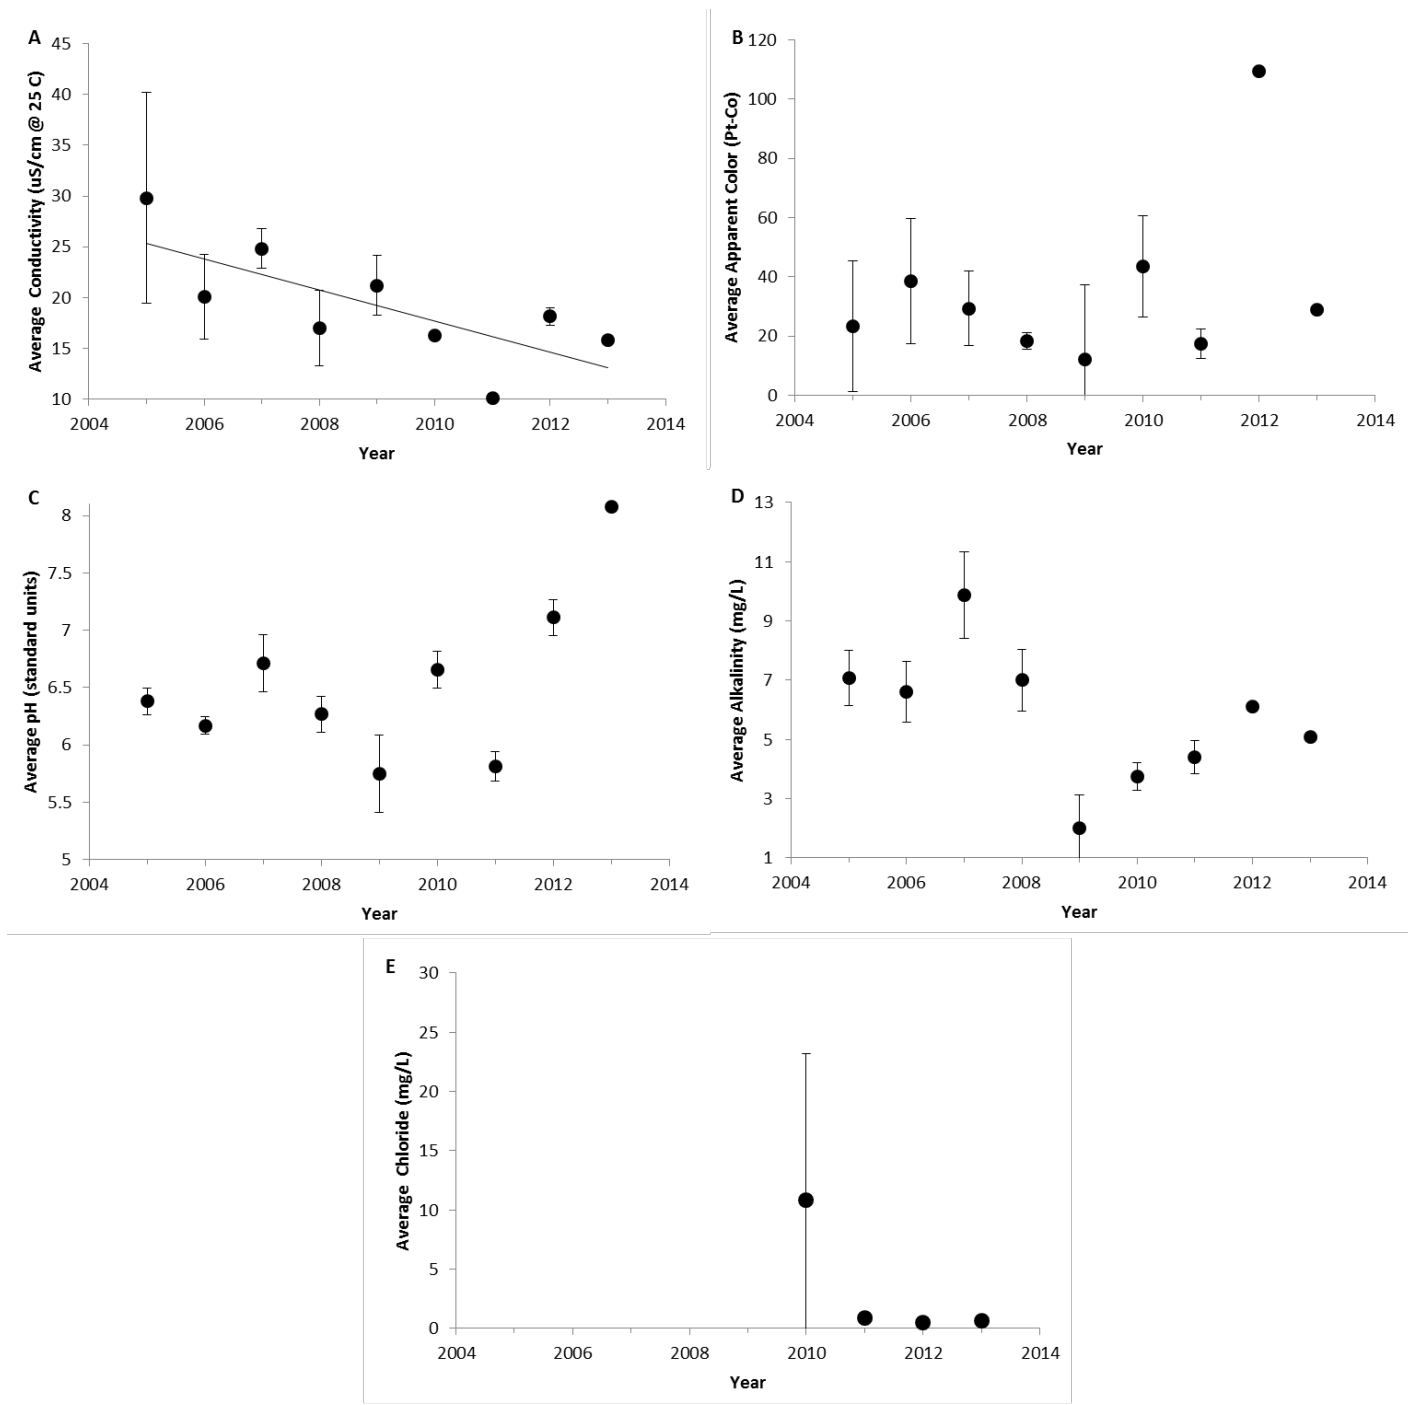 A
45
40
35
30
25
20
15
10
2004 2006 2008 2010 2012 2014
Year
Average Conductivity (uS/cm @ 25 C)
B
120
100
80
60
40
20
0
2004 2006 2008 2010 2012 2014
Year
Average Apparent Color (Pt-Co)
C
8
7.5
7
6.5
6
5.5
5
2004 2006 2008 2010 2012 2014
Year
Average pH (standard units)
D
13
11
9
7
5
3
1
2004 2006 2008 2010 2012 2014
Year
Average Alkalinity (mg/L)
E
30
25
20
15
10
5
0
2004 2006 2008 2010 2012 2014
Year
Average Chloride (mg/L)